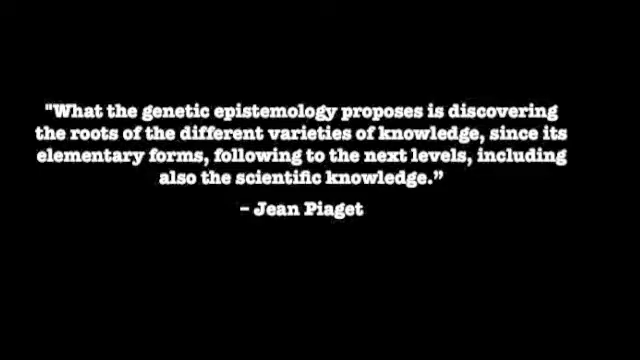 "What the genetic epistemology proposes is discovering
the roots of the different varieties of knowledge, since its
elementary forms, following to the next levels, including
also the scientific knowledge.”
– Jean Piaget